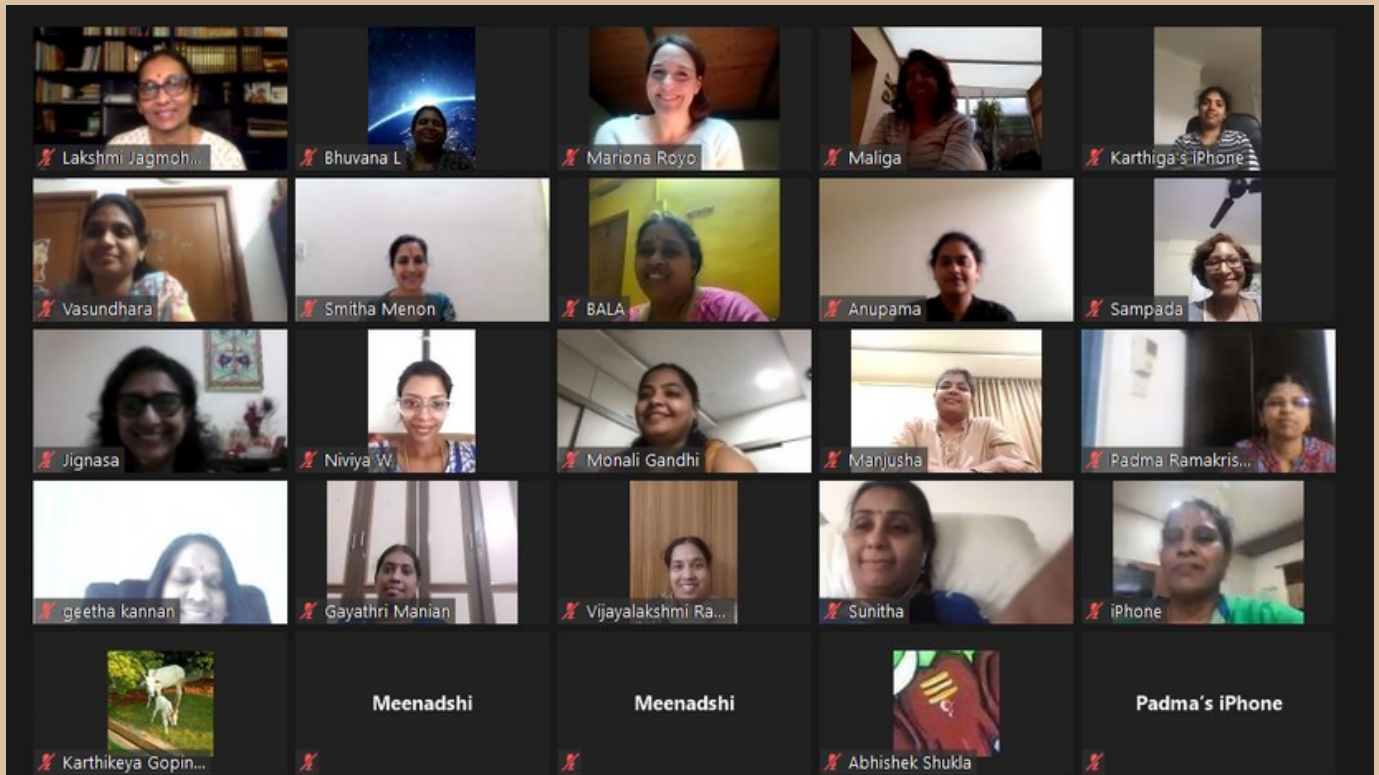 Lakshmi Jagmoh...
Bhuvana L
Mariona Royo
Maliga
Karthiga's iPhone
Vasundhara
Smitha Menon
BALA
Anupama
Sampada
Jignasa
Niviya W
Monali Gandhi
Manjusha
Padma Ramakris...
geetha kannan
Gayathri Manian
Vijayalakshmi Ra...
Sunitha
iPhone
Karthikeya Gopin...
Meenadshi
Meenadshi
Abhishek Shukla
Padma's iPhone